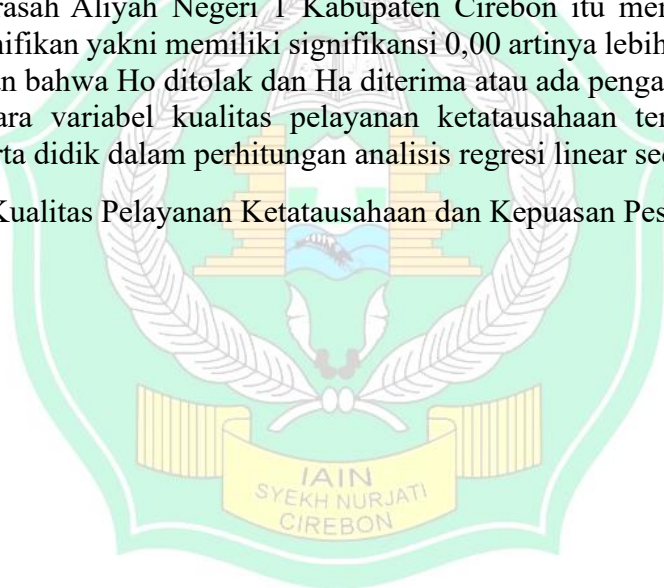 rasah Aliyah Negeri 1 Kabupaten Cirebon itu men
nifikan yakni memiliki signifikansi 0,00 artinya lebih
an bahwa Ho ditolak dan Ha diterima atau ada penga
ara variabel kualitas pelayanan ketatausahaan ter
rta didik dalam perhitungan analisis regresi linear sed
Kualitas Pelayanan Ketatausahaan dan Kepuasan Pes
IAIN
SYEKH NURJATI
CIREBON